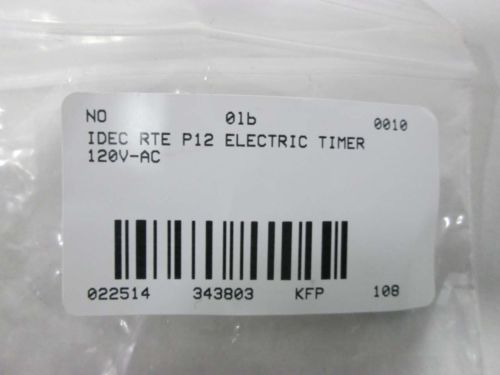 NO 01b 0010
IDEC RTE P12 ELECTRIC TIMER
120V-AC
022514 343803 KFP 108